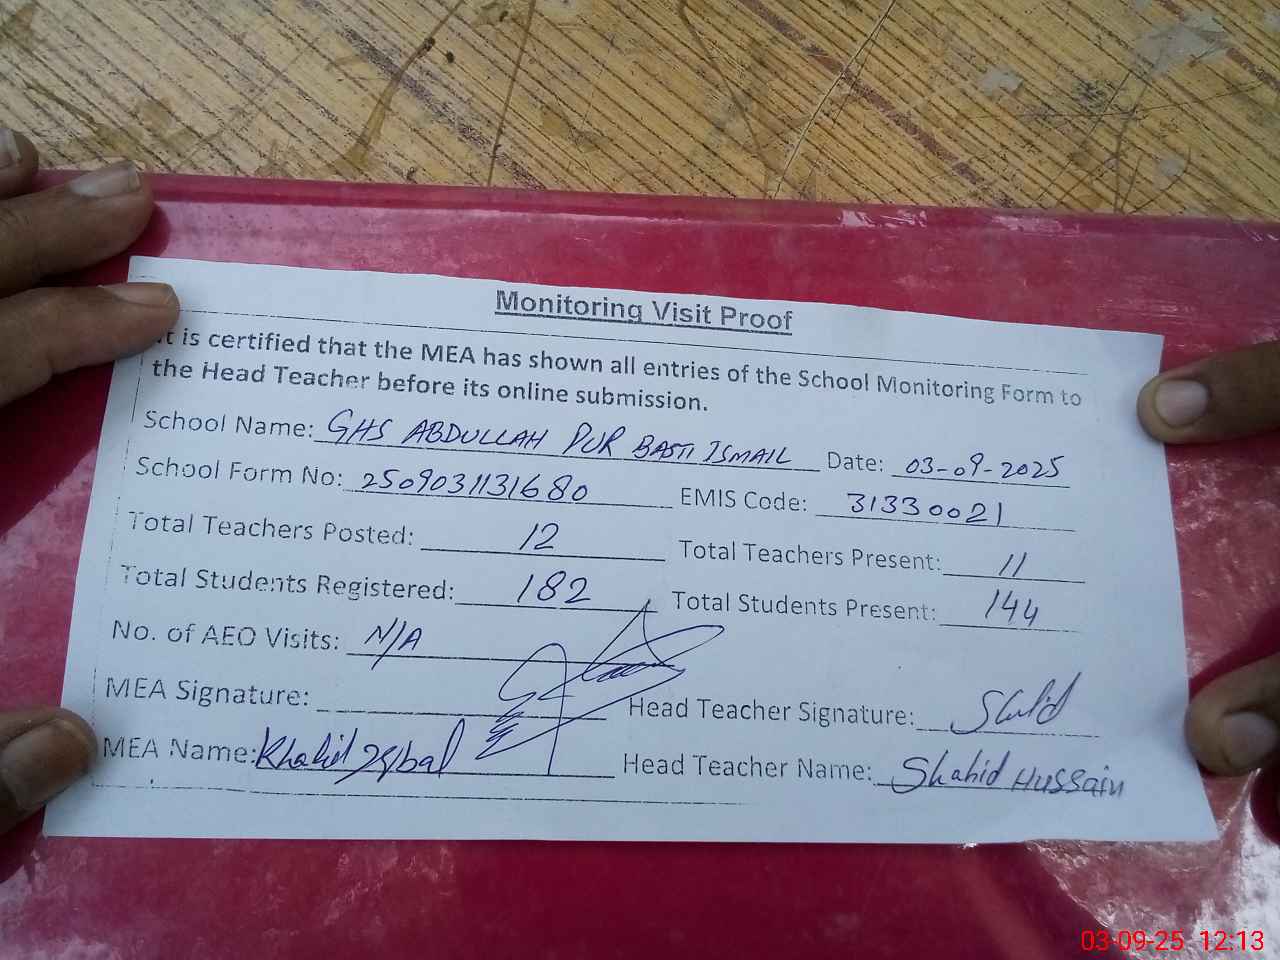 Monitoring Visit Proof
It is certified that the MEA has shown all entries of the School Monitoring Form to
the Head Teacher before its online submission.
School Name: GHS ABDULLAH PUR BASTI ISMAIL Date: 03-09-2025
School Form No: 2509031131680 EMIS Code: 31330021
Total Teachers Posted: 12 Total Teachers Present: 11
Total Students Registered: 182 Total Students Present: 144
No. of AEO Visits: N/A
MEA Signature: Head Teacher Signature: Shahid
MEA Name: Khalid Iqbal Head Teacher Name: Shahid Hussain
03-09-25 12:13